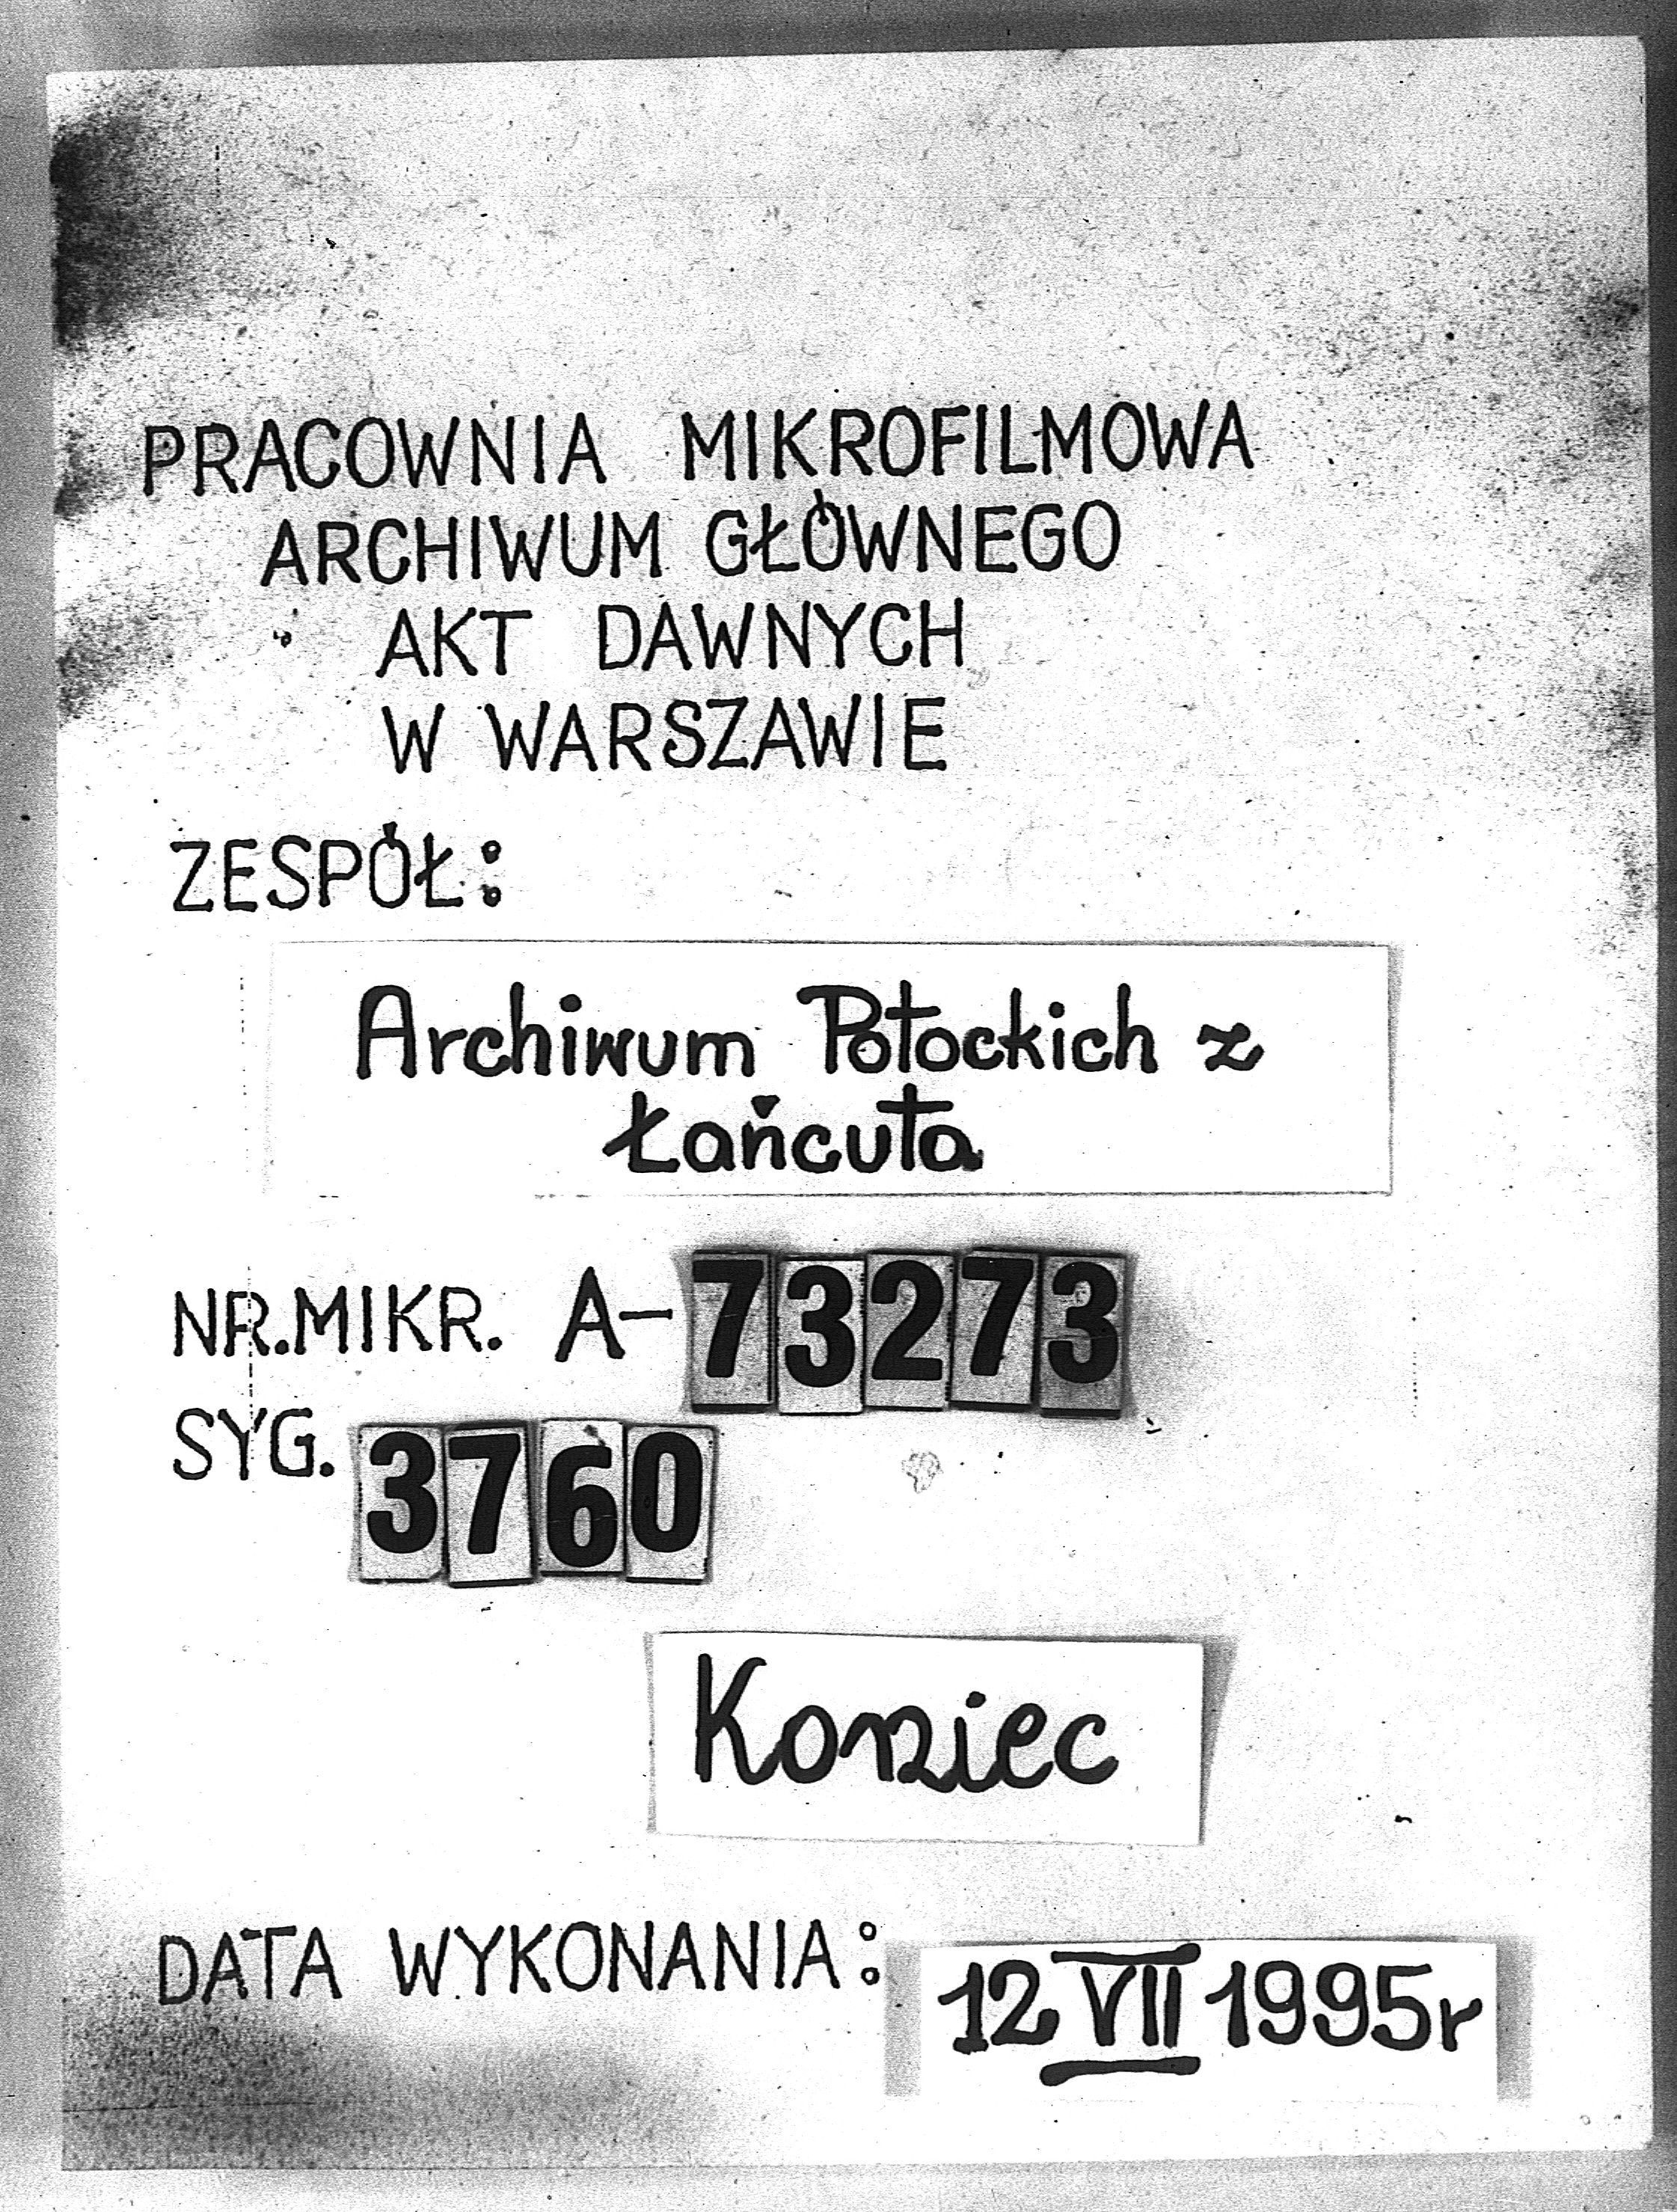 PRACOWNIA MIKROFILMOWA
ARCHIWUM GŁÓWNEGO
AKT DAWNYCH
W WARSZAWIE
ZESPÓŁ:
Archiwum Potockich z
Łańcuta
NR.MIKR. A-73273
SYG. 3760
Koniec
DATA WYKONANIA: 12 VII 1995r